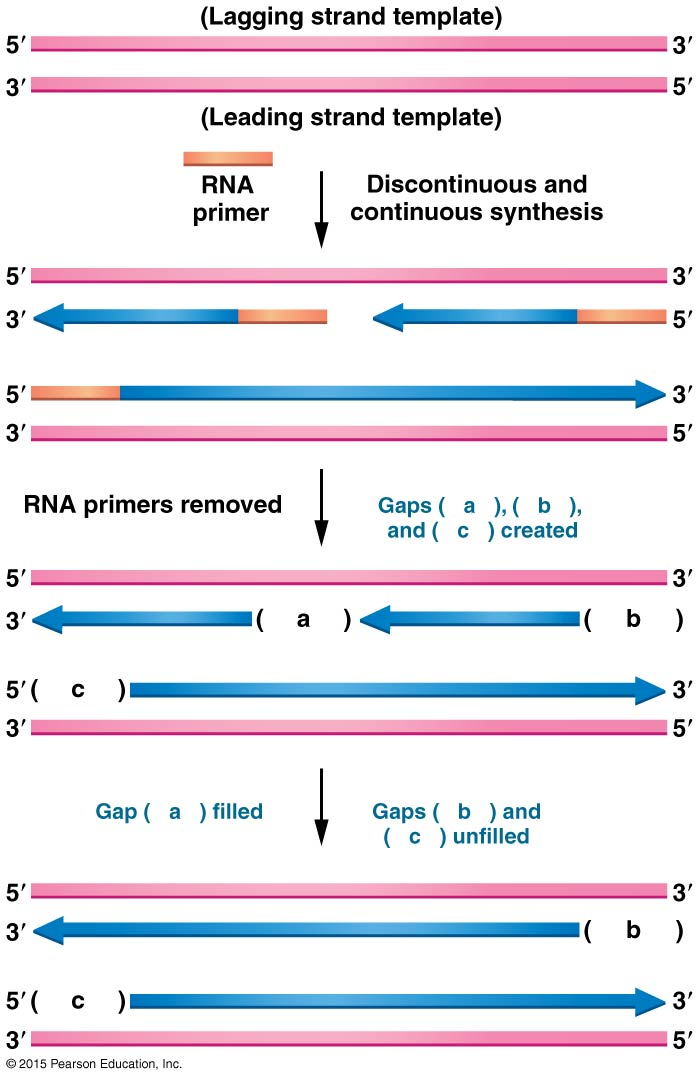 (Lagging strand template)
5′ 3′
3′ 5′
(Leading strand template)
RNA
primer
Discontinuous and
continuous synthesis
5′ 3′
3′ 5′
5′ 3′
3′ 5′
RNA primers removed
Gaps ( a ), ( b ),
and ( c ) created
5′ 3′
3′ ( a ) ( b )
5′ ( c ) 3′
3′ 5′
Gap ( a ) filled
Gaps ( b ) and
( c ) unfilled
5′ 3′
3′ ( b )
5′ ( c ) 3′
3′ 5′
© 2015 Pearson Education, Inc.